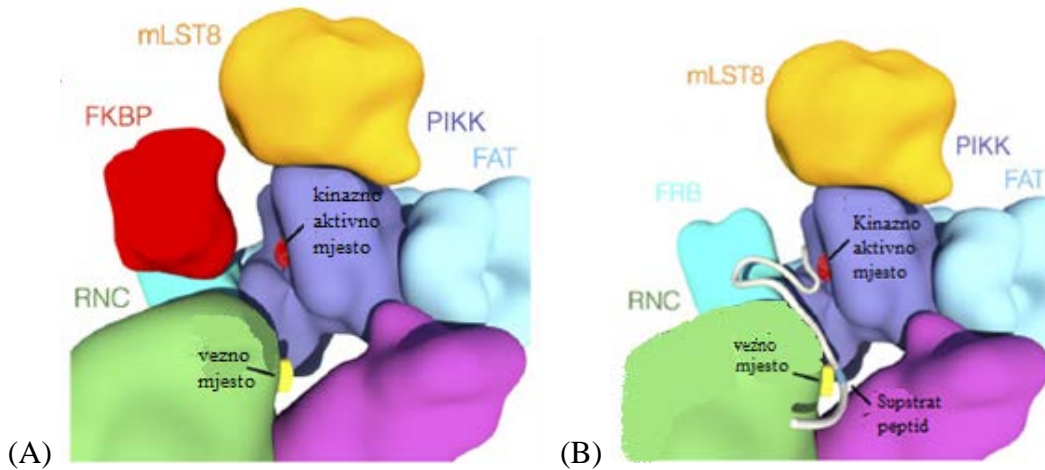 mLST8
FKBP
PIKK
FAT
kinazno
aktivno
mjesto
RNC
vezno
mjesto
(A)
mLST8
PIKK
FAT
FRB
Kinazno
aktivno
mjesto
RNC
vezno
mjesto
Supstrat
peptid
(B)